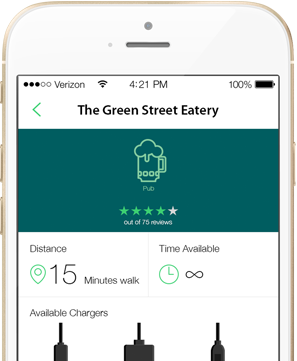 Verizon 4:21 PM 100%
The Green Street Eatery
Pub
out of 75 reviews
Distance
Time Available
15 Minutes walk
∞
Available Chargers